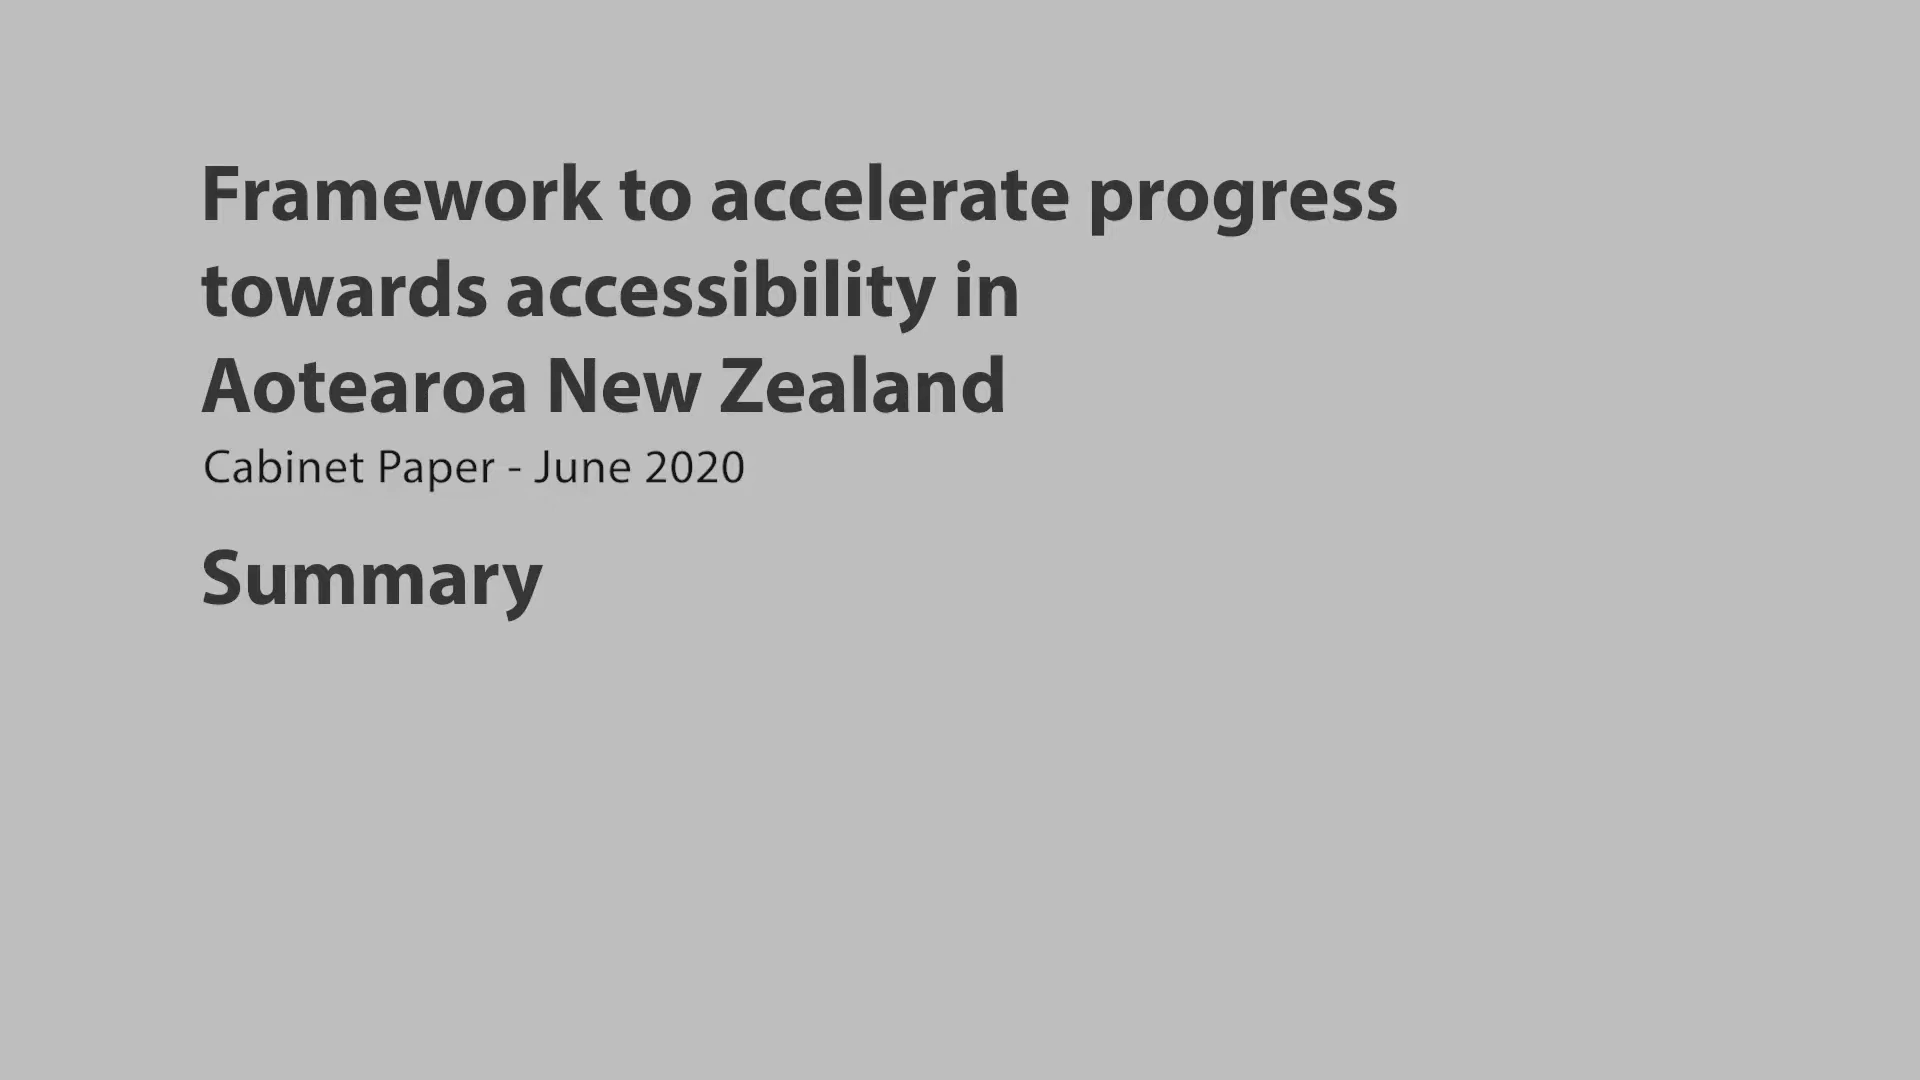 Framework to accelerate progress
towards accessibility in
Aotearoa New Zealand
Cabinet Paper - June 2020
Summary